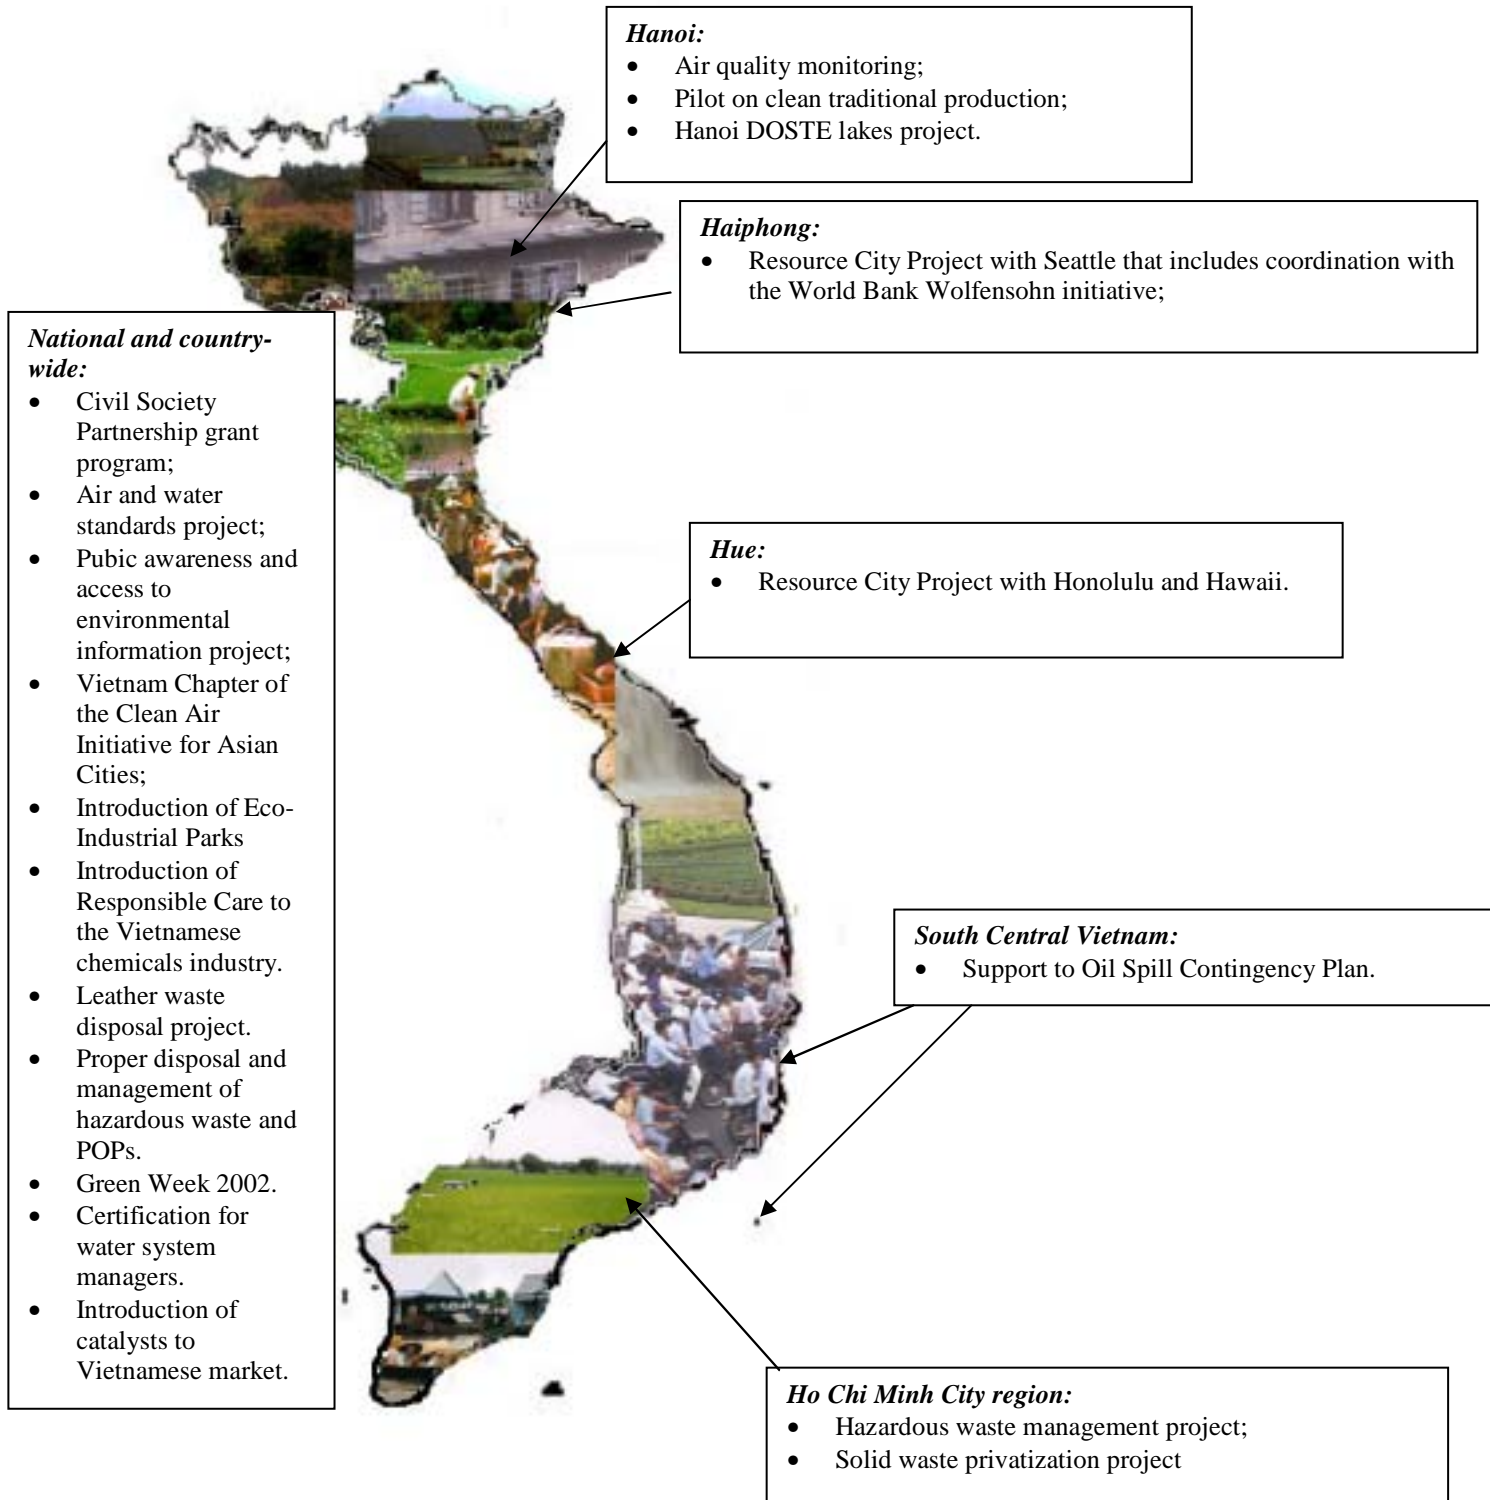 Hanoi:
• Air quality monitoring;
• Pilot on clean traditional production;
• Hanoi DOSTE lakes project.
Haiphong:
• Resource City Project with Seattle that includes coordination with
the World Bank Wolfensohn initiative;
National and country-
wide:
• Civil Society
Partnership grant
program;
• Air and water
standards project;
• Pubic awareness and
access to
environmental
information project;
• Vietnam Chapter of
the Clean Air
Initiative for Asian
Cities;
• Introduction of Eco-
Industrial Parks
• Introduction of
Responsible Care to
the Vietnamese
chemicals industry.
• Leather waste
disposal project.
• Proper disposal and
management of
hazardous waste and
POPs.
• Green Week 2002.
• Certification for
water system
managers.
• Introduction of
catalysts to
Vietnamese market.
Hue:
• Resource City Project with Honolulu and Hawaii.
South Central Vietnam:
• Support to Oil Spill Contingency Plan.
Ho Chi Minh City region:
• Hazardous waste management project;
• Solid waste privatization project